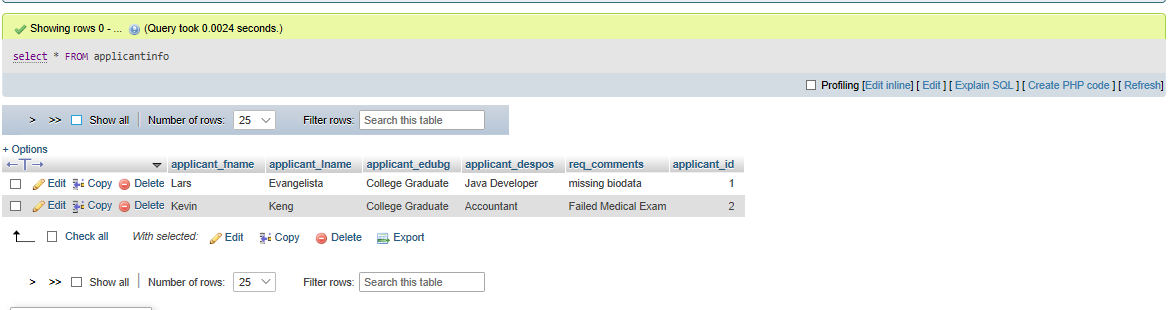 Showing rows 0 - ... (Query took 0.0024 seconds.)
select * FROM applicantinfo
Profiling [Edit inline] [ Edit ] [ Explain SQL ] [ Create PHP code ] [ Refresh]
> >> Show all Number of rows: 25 Filter rows: Search this table
+ Options
←T→ applicant_fname applicant_lname applicant_edubg applicant_despos req_comments applicant_id
Edit Copy Delete Lars Evangelista College Graduate Java Developer missing biodata 1
Edit Copy Delete Kevin Keng College Graduate Accountant Failed Medical Exam 2
Check all With selected: Edit Copy Delete Export
> >> Show all Number of rows: 25 Filter rows: Search this table